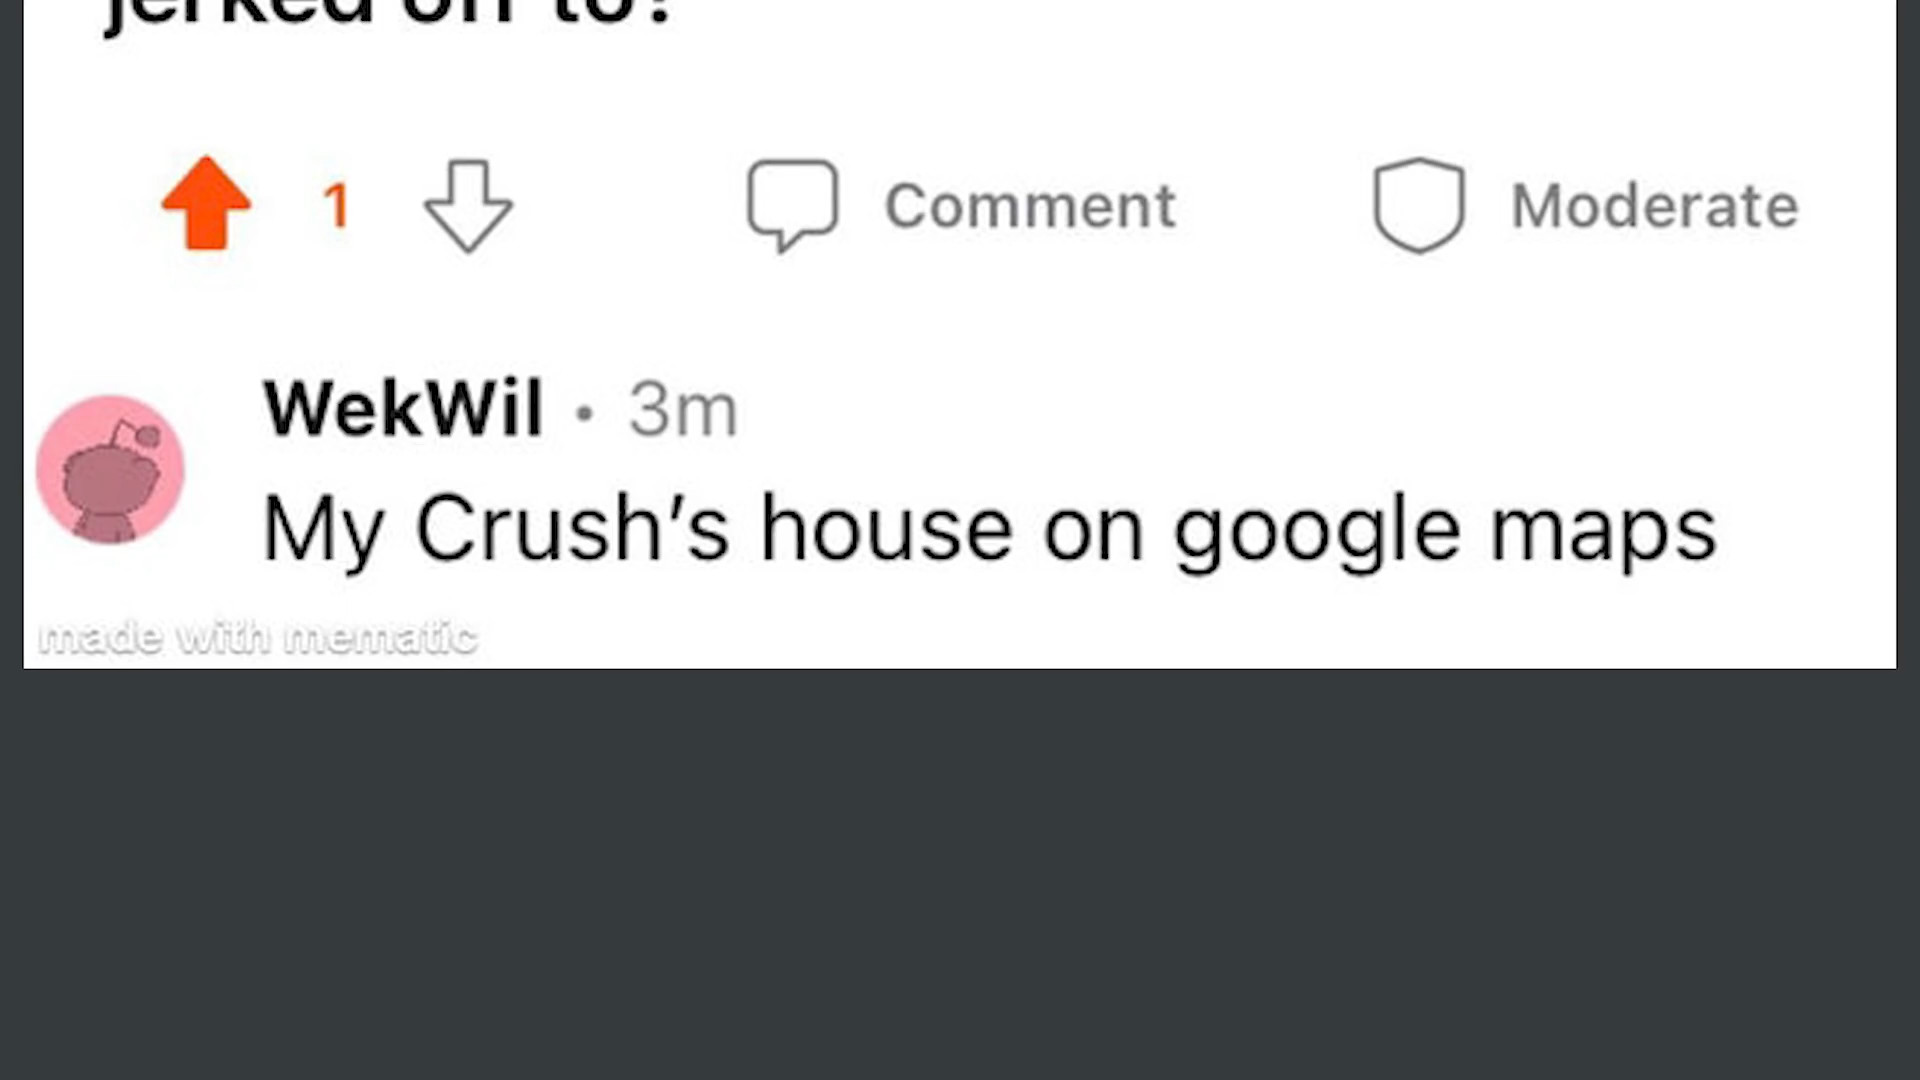 jerked off to?
1
Comment
Moderate
WekWil • 3m
My Crush’s house on google maps
made with mematic